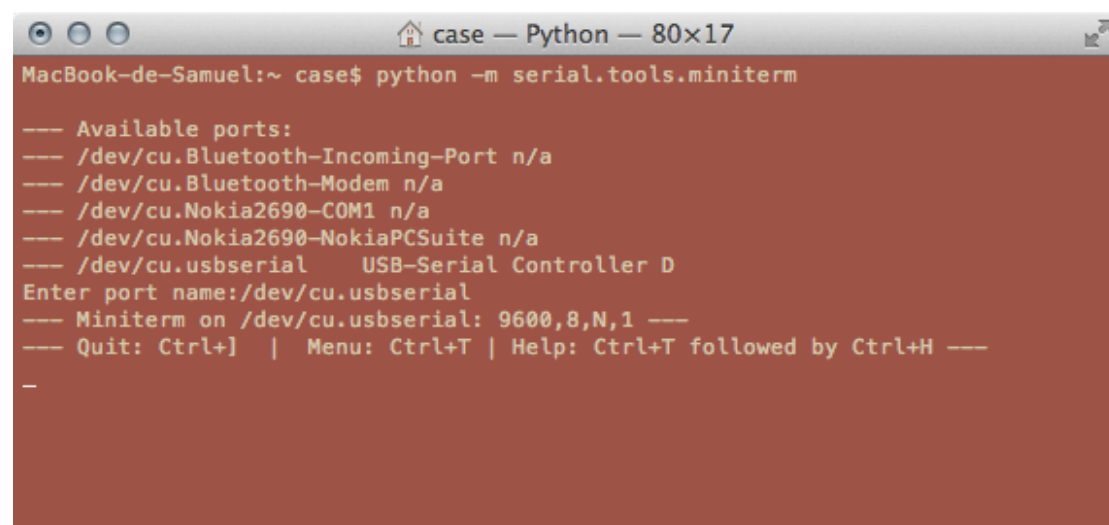 case — Python — 80×17
MacBook-de-Samuel:~ case$ python -m serial.tools.miniterm
--- Available ports:
--- /dev/cu.Bluetooth-Incoming-Port n/a
--- /dev/cu.Bluetooth-Modem n/a
--- /dev/cu.Nokia2690-COM1 n/a
--- /dev/cu.Nokia2690-NokiaPCSuite n/a
--- /dev/cu.usbserial    USB-Serial Controller D
Enter port name:/dev/cu.usbserial
--- Miniterm on /dev/cu.usbserial: 9600,8,N,1 ---
--- Quit: Ctrl+]  |  Menu: Ctrl+T | Help: Ctrl+T followed by Ctrl+H ---